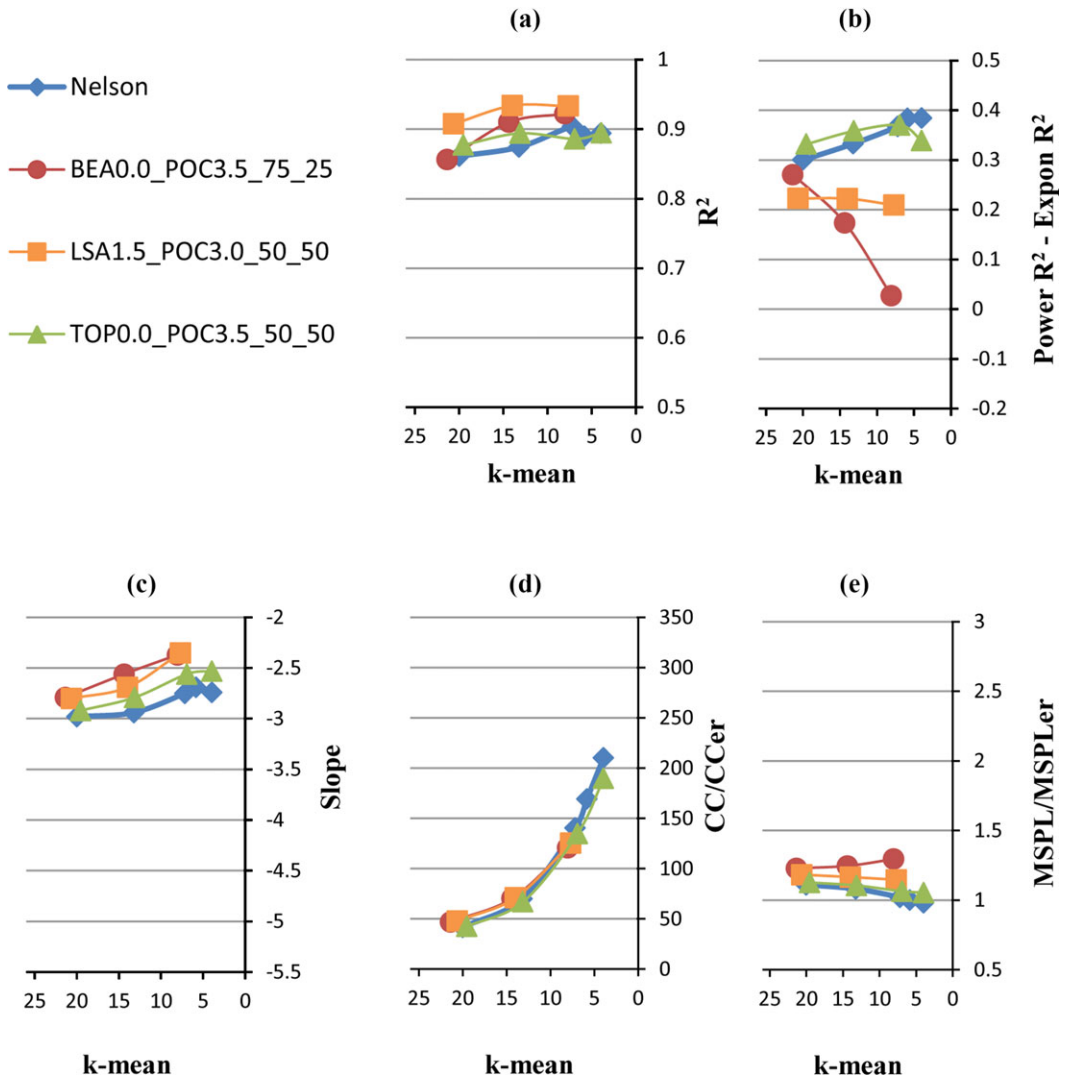 Nelson
BEA0.0_POC3.5_75_25
LSA1.5_POC3.0_50_50
TOP0.0_POC3.5_50_50
(a)
1
0.9
0.8
0.7
0.6
0.5
R²
25 20 15 10 5 0
k-mean
(b)
0.5
0.4
0.3
0.2
0.1
0
-0.1
-0.2
Power R² - Expon R²
25 20 15 10 5 0
k-mean
(c)
-2
-2.5
-3
-3.5
-4
-4.5
-5
-5.5
Slope
25 20 15 10 5 0
k-mean
(d)
350
300
250
200
150
100
50
0
CC/CCer
25 20 15 10 5 0
k-mean
(e)
3
2.5
2
1.5
1
0.5
MSPL/MSPLer
25 20 15 10 5 0
k-mean